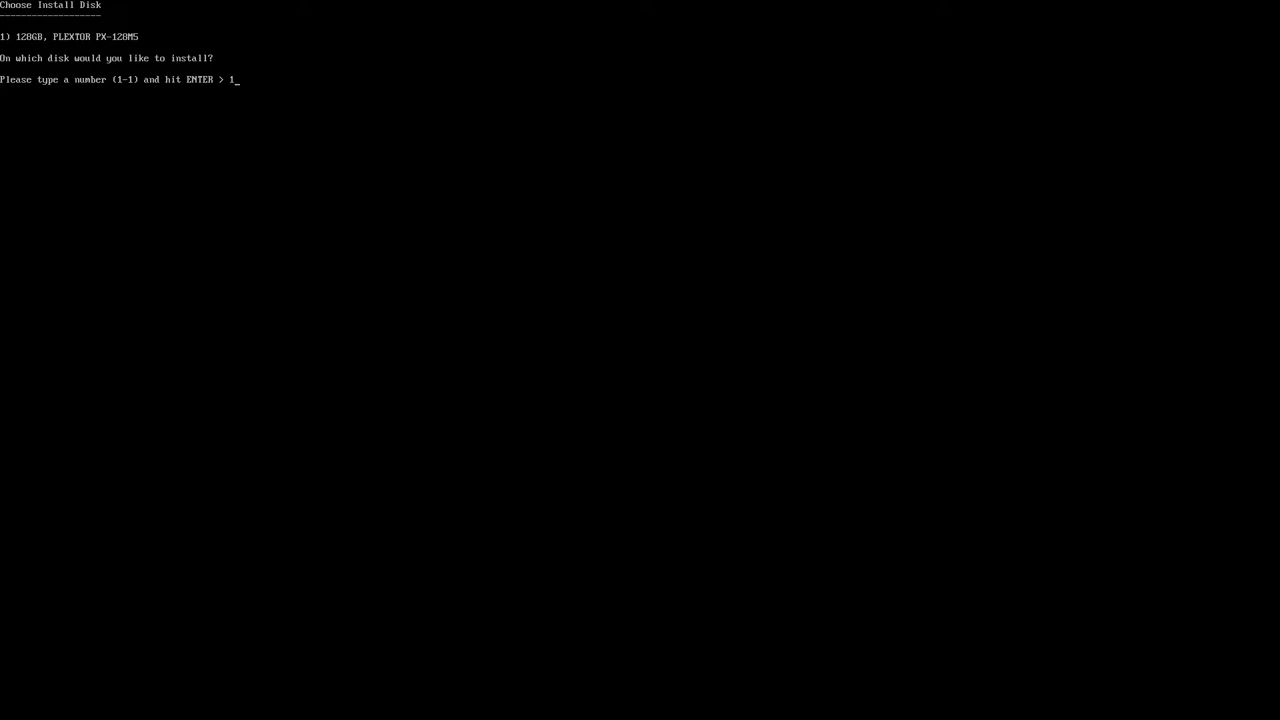 Choose Install Disk
-------------------
1) 128GB, PLEXTOR PX-128M5
On which disk would you like to install?
Please type a number (1-1) and hit ENTER > 1_